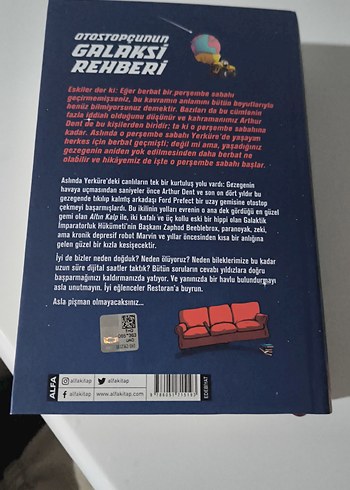 OTOSTOPÇUNUN
GALAKSİ
REHBERİ
Eskiler der ki: Eğer berbat bir perşembe sabahı
geçirmemişseniz, bu kavramın anlamını bütün boyutlarıyla
henüz bilmiyorsunuz demektir. Bazıları da bu cümlenin
fazla iddialı olduğunu düşünür ve kahramanımız Arthur
Dent de bu kişilerden biridir; ta ki o perşembe sabahına
kadar. Aslında o perşembe sabahı Yerküre'de yaşayan
herkes için berbat geçmişti; değil mi ama, yaşadığınız
gezegenin aniden yok edilmesinden daha berbat ne
olabilir ve hikâyemiz de işte o perşembe sabahı başlar.
Aslında Yerküre'deki canlıların tek bir kurtuluş yolu vardı: Gezegenin
havaya uçmasından saniyeler önce Arthur Dent ve son on dört yıldır bu
gezegende tıkılıp kalmış arkadaşı Ford Prefect bir uzay gemisine otostop
çekmeyi başarmışlardı. Bu ikilinin yolları evrenin o ana dek gördüğü en güzel
gemi olan Altın Kalp ile, iki kafalı ve üç kollu eski bir hippi olan Galaktik
İmparatorluk Hükümeti'nin Başkanı Zaphod Beeblebrox, paranoyak, zeki,
ama kronik depresif robot Marvin ve yıllar öncesinden kısa bir anlığına
gelen güzel bir kızla kesişecektir.
İyi de bizler neden doğduk? Neden ölüyoruz? Neden bileklerimize bu kadar
uzun süre dijital saatler taktık? Bütün soruların cevabı yıldızlara doğru
başparmağınızı kaldırmanızda yatıyor. Ve yanınızda bir havlu bulundurmayı
asla unutmayın. İyi eğlenceler Restoran'a buyrun.
Asla pişman olmayacaksınız...
ALFA
alfakitap
alfakitap
alfakitap
www.alfakitap.com
EDEBİYAT